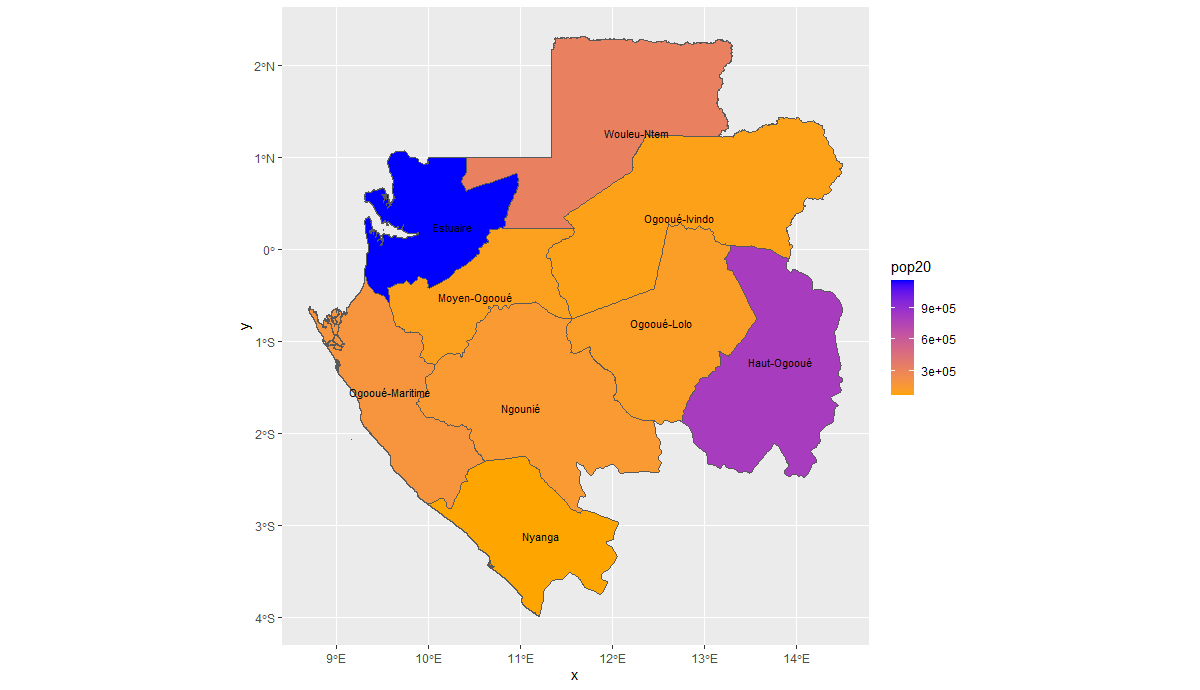 2°N
1°N
0°
1°S
2°S
3°S
4°S
y
Wouleu-Ntem
Ogooué-Ivindo
Estuaire
Moyen-Ogooué
Ogooué-Lolo
Haut-Ogooué
Ogooué-Maritime
Ngounié
Nyanga
9°E
10°E
11°E
12°E
13°E
14°E
x
pop20
9e+05
6e+05
3e+05